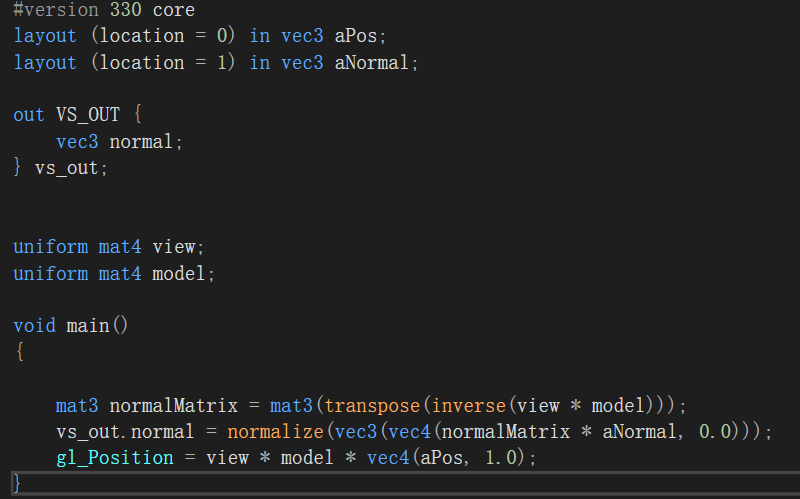 #version 330 core
layout (location = 0) in vec3 aPos;
layout (location = 1) in vec3 aNormal;
out VS_OUT {
vec3 normal;
} vs_out;
uniform mat4 view;
uniform mat4 model;
void main()
{
mat3 normalMatrix = mat3(transpose(inverse(view * model)));
vs_out.normal = normalize(vec3(vec4(normalMatrix * aNormal, 0.0)));
gl_Position = view * model * vec4(aPos, 1.0);
}